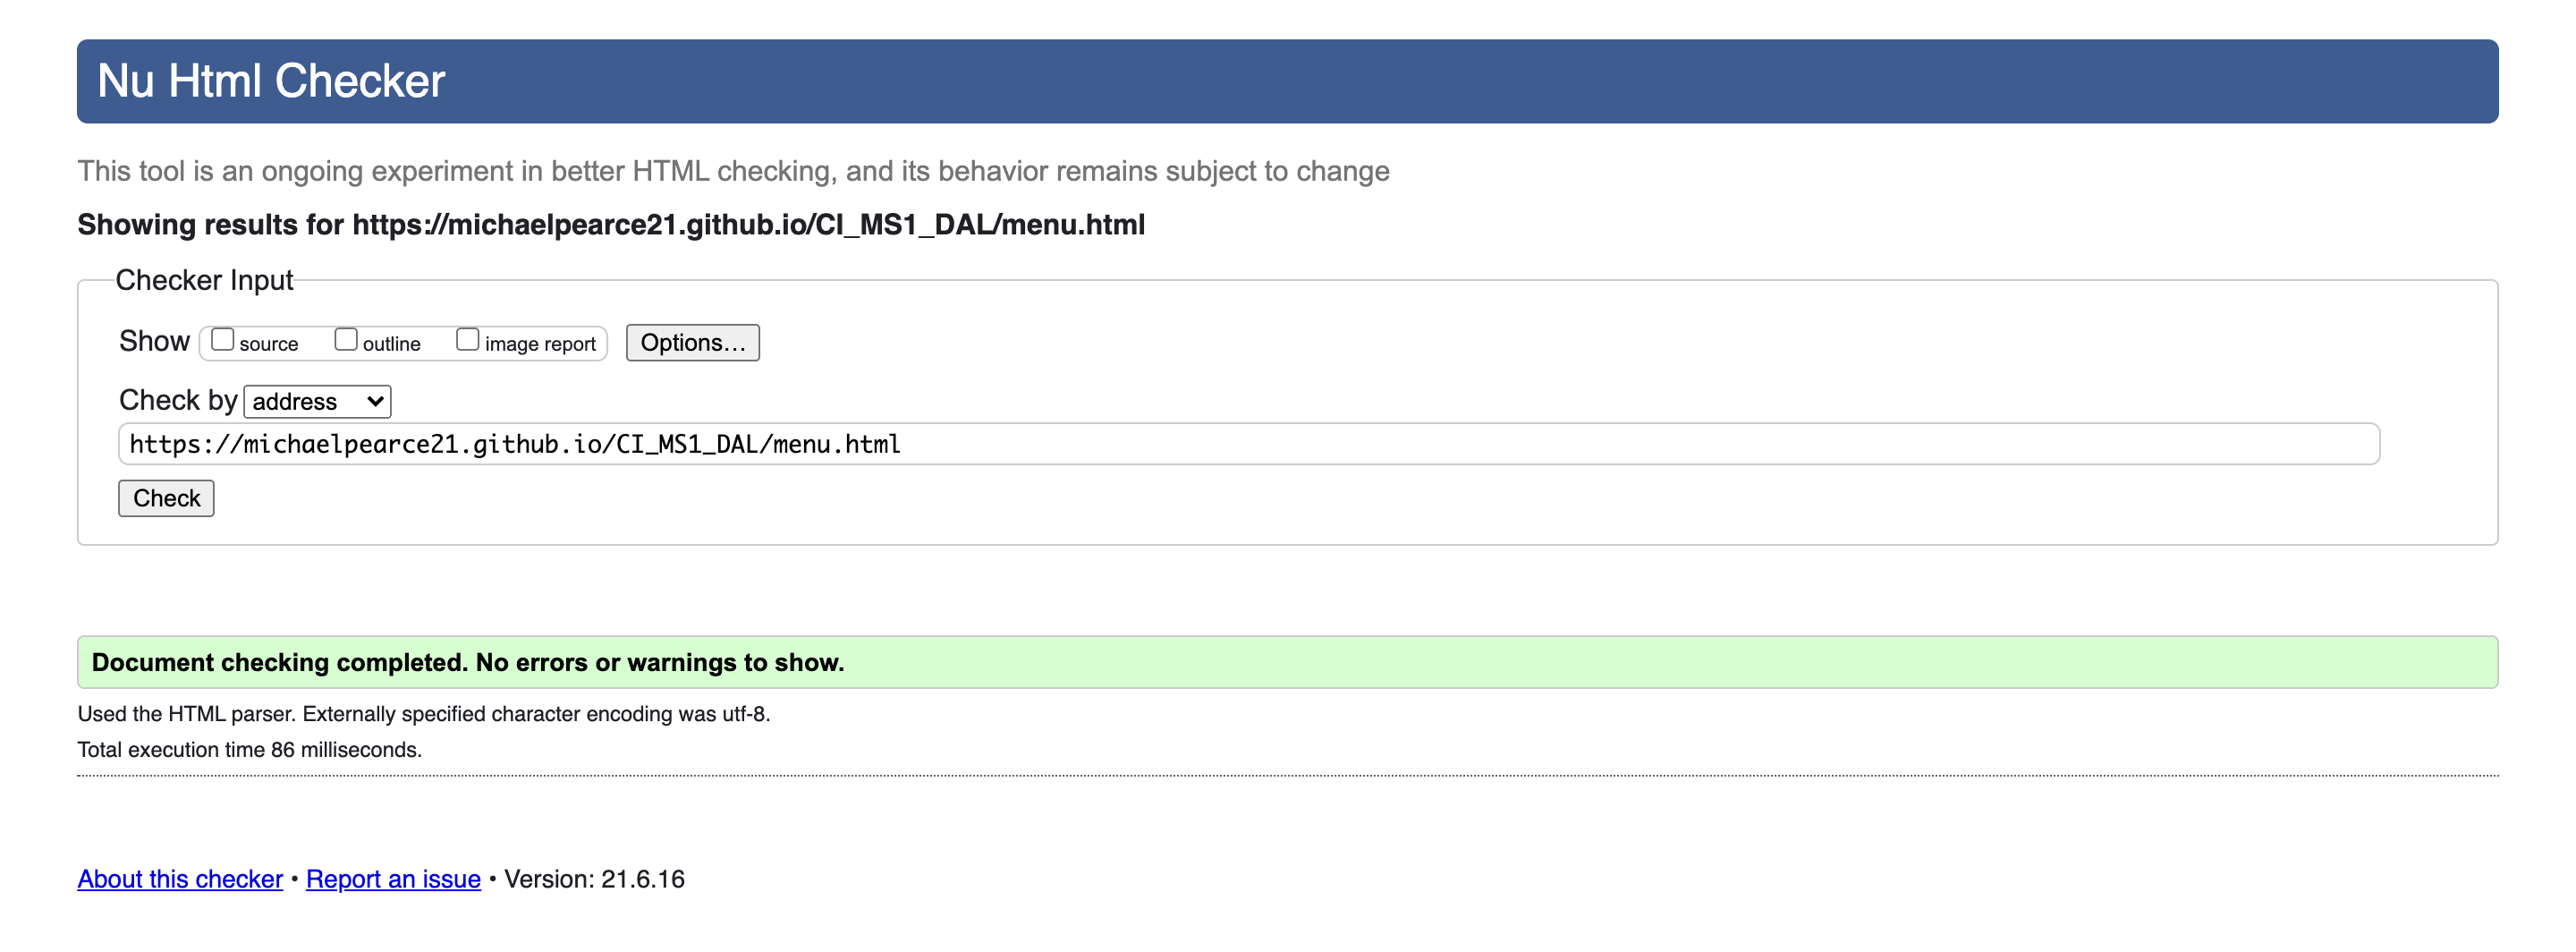 Nu Html Checker
This tool is an ongoing experiment in better HTML checking, and its behavior remains subject to change
Showing results for https://michaelpearce21.github.io/CI_MS1_DAL/menu.html
Checker Input
Show source outline image report Options...
Check by address
https://michaelpearce21.github.io/CI_MS1_DAL/menu.html
Check
Document checking completed. No errors or warnings to show.
Used the HTML parser. Externally specified character encoding was utf-8.
Total execution time 86 milliseconds.
About this checker • Report an issue • Version: 21.6.16